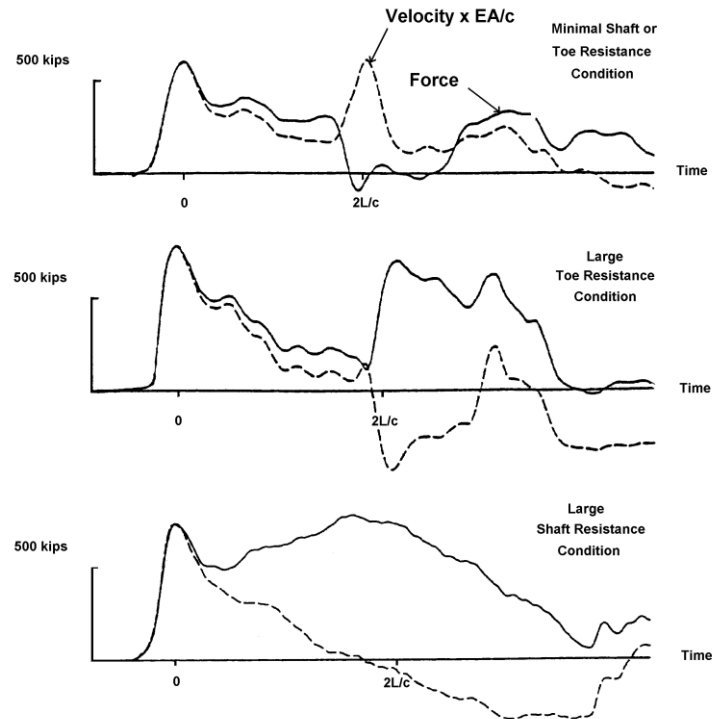 Velocity x EA/c
Minimal Shaft or
Toe Resistance
Condition
500 kips
Force
Time
0
2L/c
Large
Toe Resistance
Condition
500 kips
Time
0
2L/c
Large
Shaft Resistance
Condition
500 kips
Time
0
2L/c